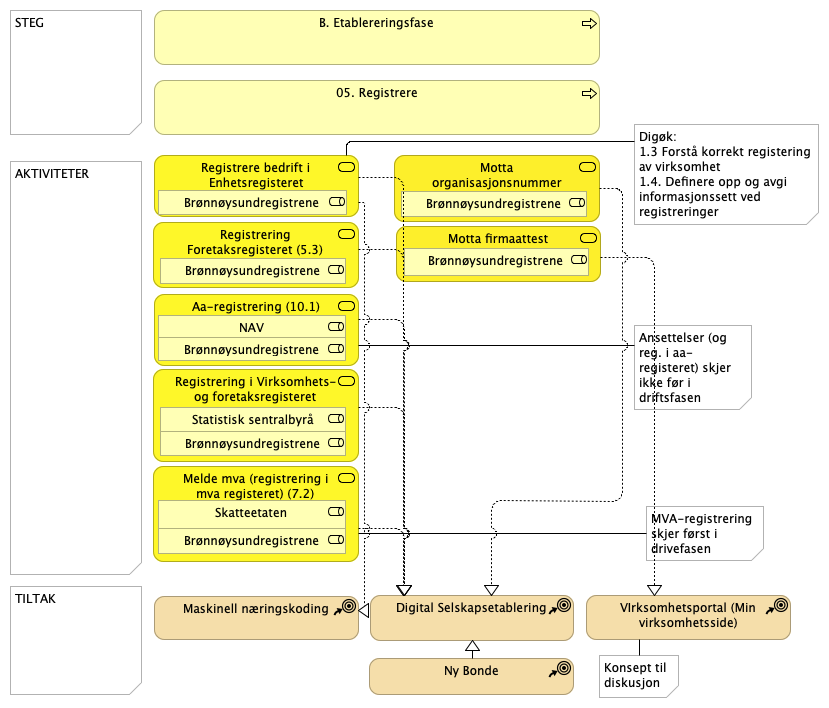 STEG
B. Etablereringsfase
05. Registrere
Digøk:
1.3 Forstå korrekt registering
av virksomhet
1.4. Definere opp og avgi
informasjonssett ved
registreringer
AKTIVITETER
Registrere bedrift i
Enhetsregisteret
Brønnøysundregistrene
Motta
organisasjonsnummer
Brønnøysundregistrene
Registrering
Foretaksregisteret (5.3)
Brønnøysundregistrene
Motta firmaattest
Brønnøysundregistrene
Aa-registrering (10.1)
NAV
Brønnøysundregistrene
Ansettelser (og
reg. i aa-
registeret) skjer
ikke før i
driftsfasen
Registrering i Virksomhets-
og foretaksregisteret
Statistisk sentralbyrå
Brønnøysundregistrene
Melde mva (registrering i
mva registeret) (7.2)
Skatteetaten
Brønnøysundregistrene
MVA-registrering
skjer først i
drivefasen
TILTAK
Maskinell næringskoding
Digital Selskapsetablering
VIrksomhetsportal (Min
virksomhetsside)
Ny Bonde
Konsept til
diskusjon